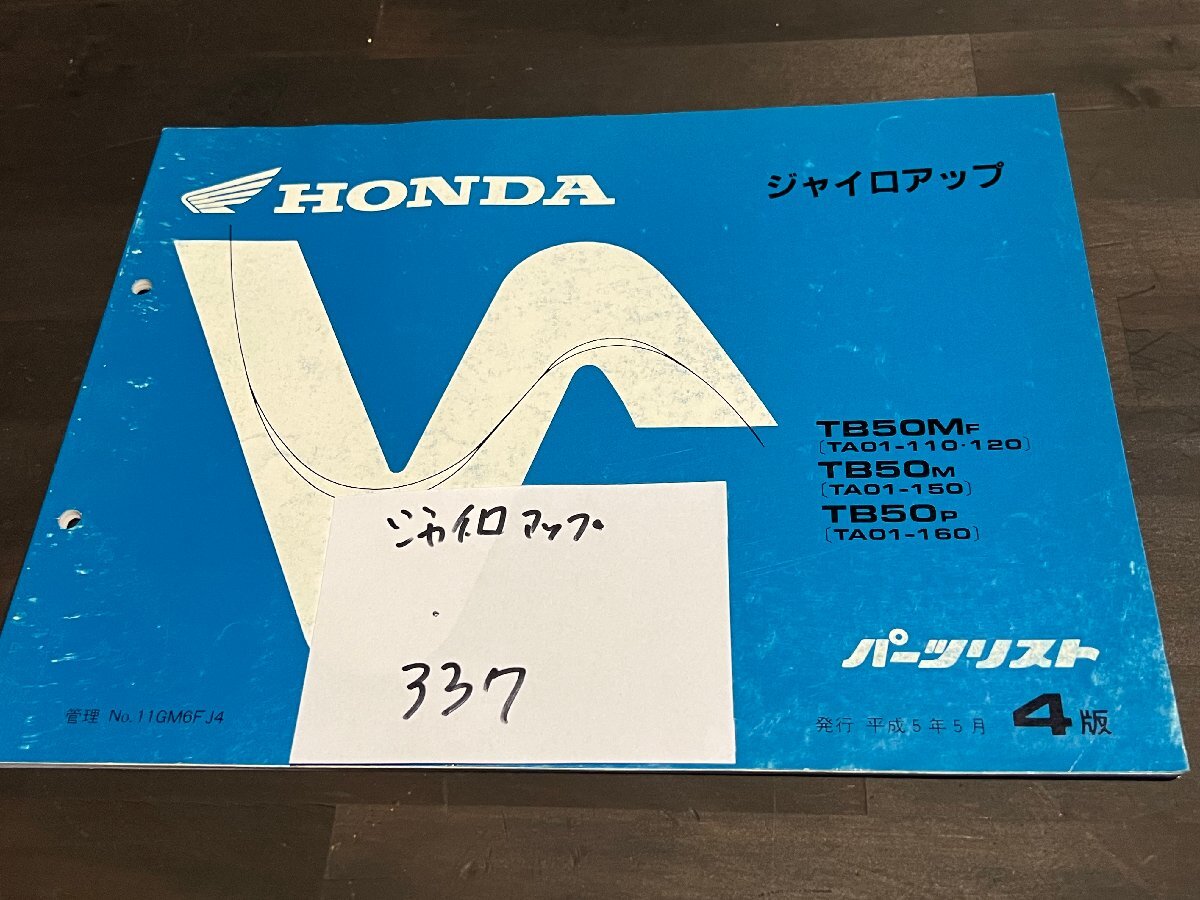 HONDA
ジャイロアップ
TB50MF
(TA01-110・120)
TB50M
(TA01-150)
TB50P
(TA01-160)
ジャイロアップ
337
パーツリスト
管理 No.11GM6FJ4
発行 平成5年5月 4版